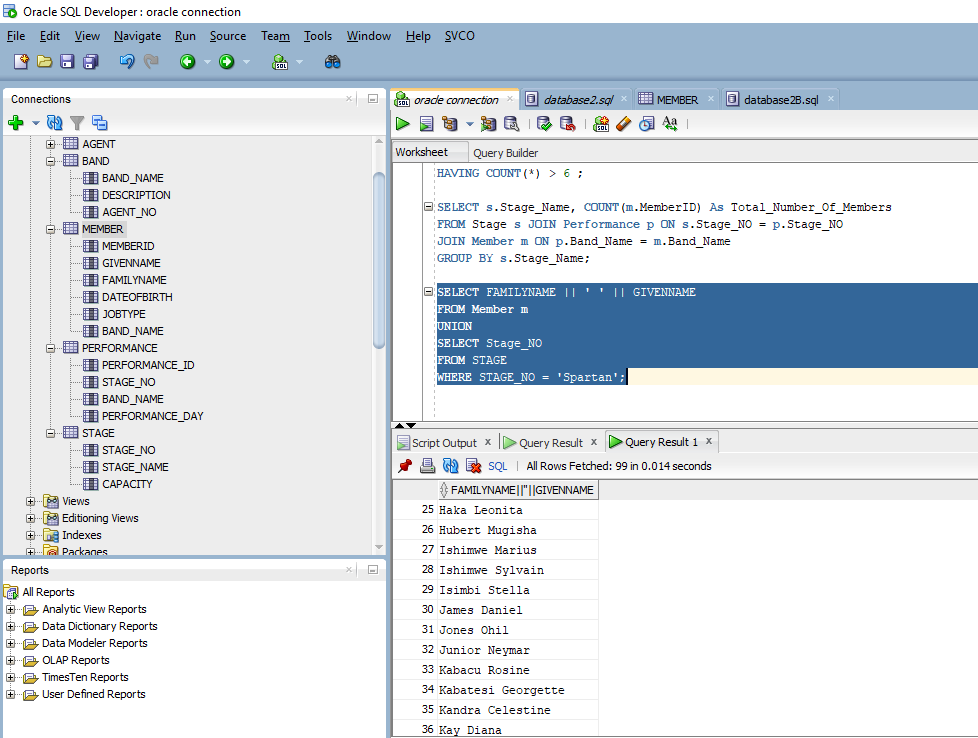 Oracle SQL Developer : oracle connection
File Edit View Navigate Run Source Team Tools Window Help SVCO
Connections
AGENT
BAND
BAND_NAME
DESCRIPTION
AGENT_NO
MEMBER
MEMBERID
GIVENNAME
FAMILYNAME
DATEOFBIRTH
JOBTYPE
BAND_NAME
PERFORMANCE
PERFORMANCE_ID
STAGE_NO
BAND_NAME
PERFORMANCE_DAY
STAGE
STAGE_NO
STAGE_NAME
CAPACITY
Views
Editioning Views
Indexes
Packages
Reports
All Reports
Analytic View Reports
Data Dictionary Reports
Data Modeler Reports
OLAP Reports
TimesTen Reports
User Defined Reports
oracle connection database2.sql MEMBER database2B.sql
Worksheet Query Builder
HAVING COUNT(*) > 6 ;
SELECT s.Stage_Name, COUNT(m.MemberID) As Total_Number_Of_Members
FROM Stage s JOIN Performance p ON s.Stage_NO = p.Stage_NO
JOIN Member m ON p.Band_Name = m.Band_Name
GROUP BY s.Stage_Name;
SELECT FAMILYNAME || ' ' || GIVENNAME
FROM Member m
UNION
SELECT Stage_NO
FROM STAGE
WHERE STAGE_NO = 'Spartan';
Script Output Query Result Query Result 1
SQL All Rows Fetched: 99 in 0.014 seconds
FAMILYNAME||''||GIVENNAME
25 Haka Leonita
26 Hubert Mugisha
27 Ishimwe Marius
28 Ishimwe Sylvain
29 Isimbi Stella
30 James Daniel
31 Jones Ohil
32 Junior Neymar
33 Kabacu Rosine
34 Kabatesi Georgette
35 Kandra Celestine
36 Kay Diana